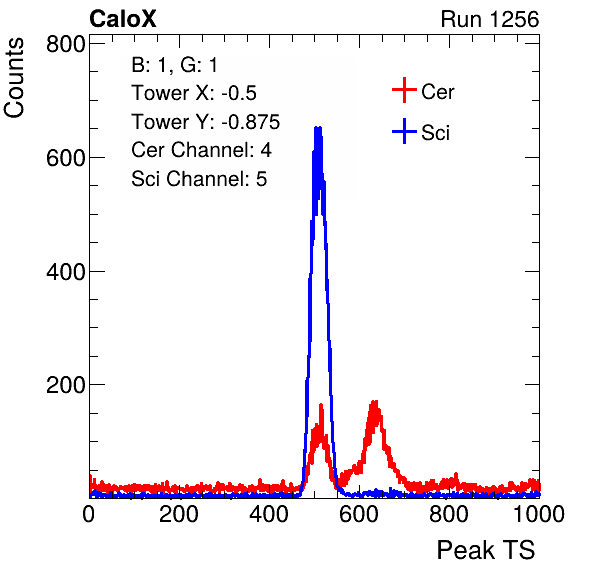 CaloX Run 1256
Counts
800
600
400
200
B: 1, G: 1
Tower X: -0.5
Tower Y: -0.875
Cer Channel: 4
Sci Channel: 5
Cer
Sci
0 200 400 600 800 1000
Peak TS